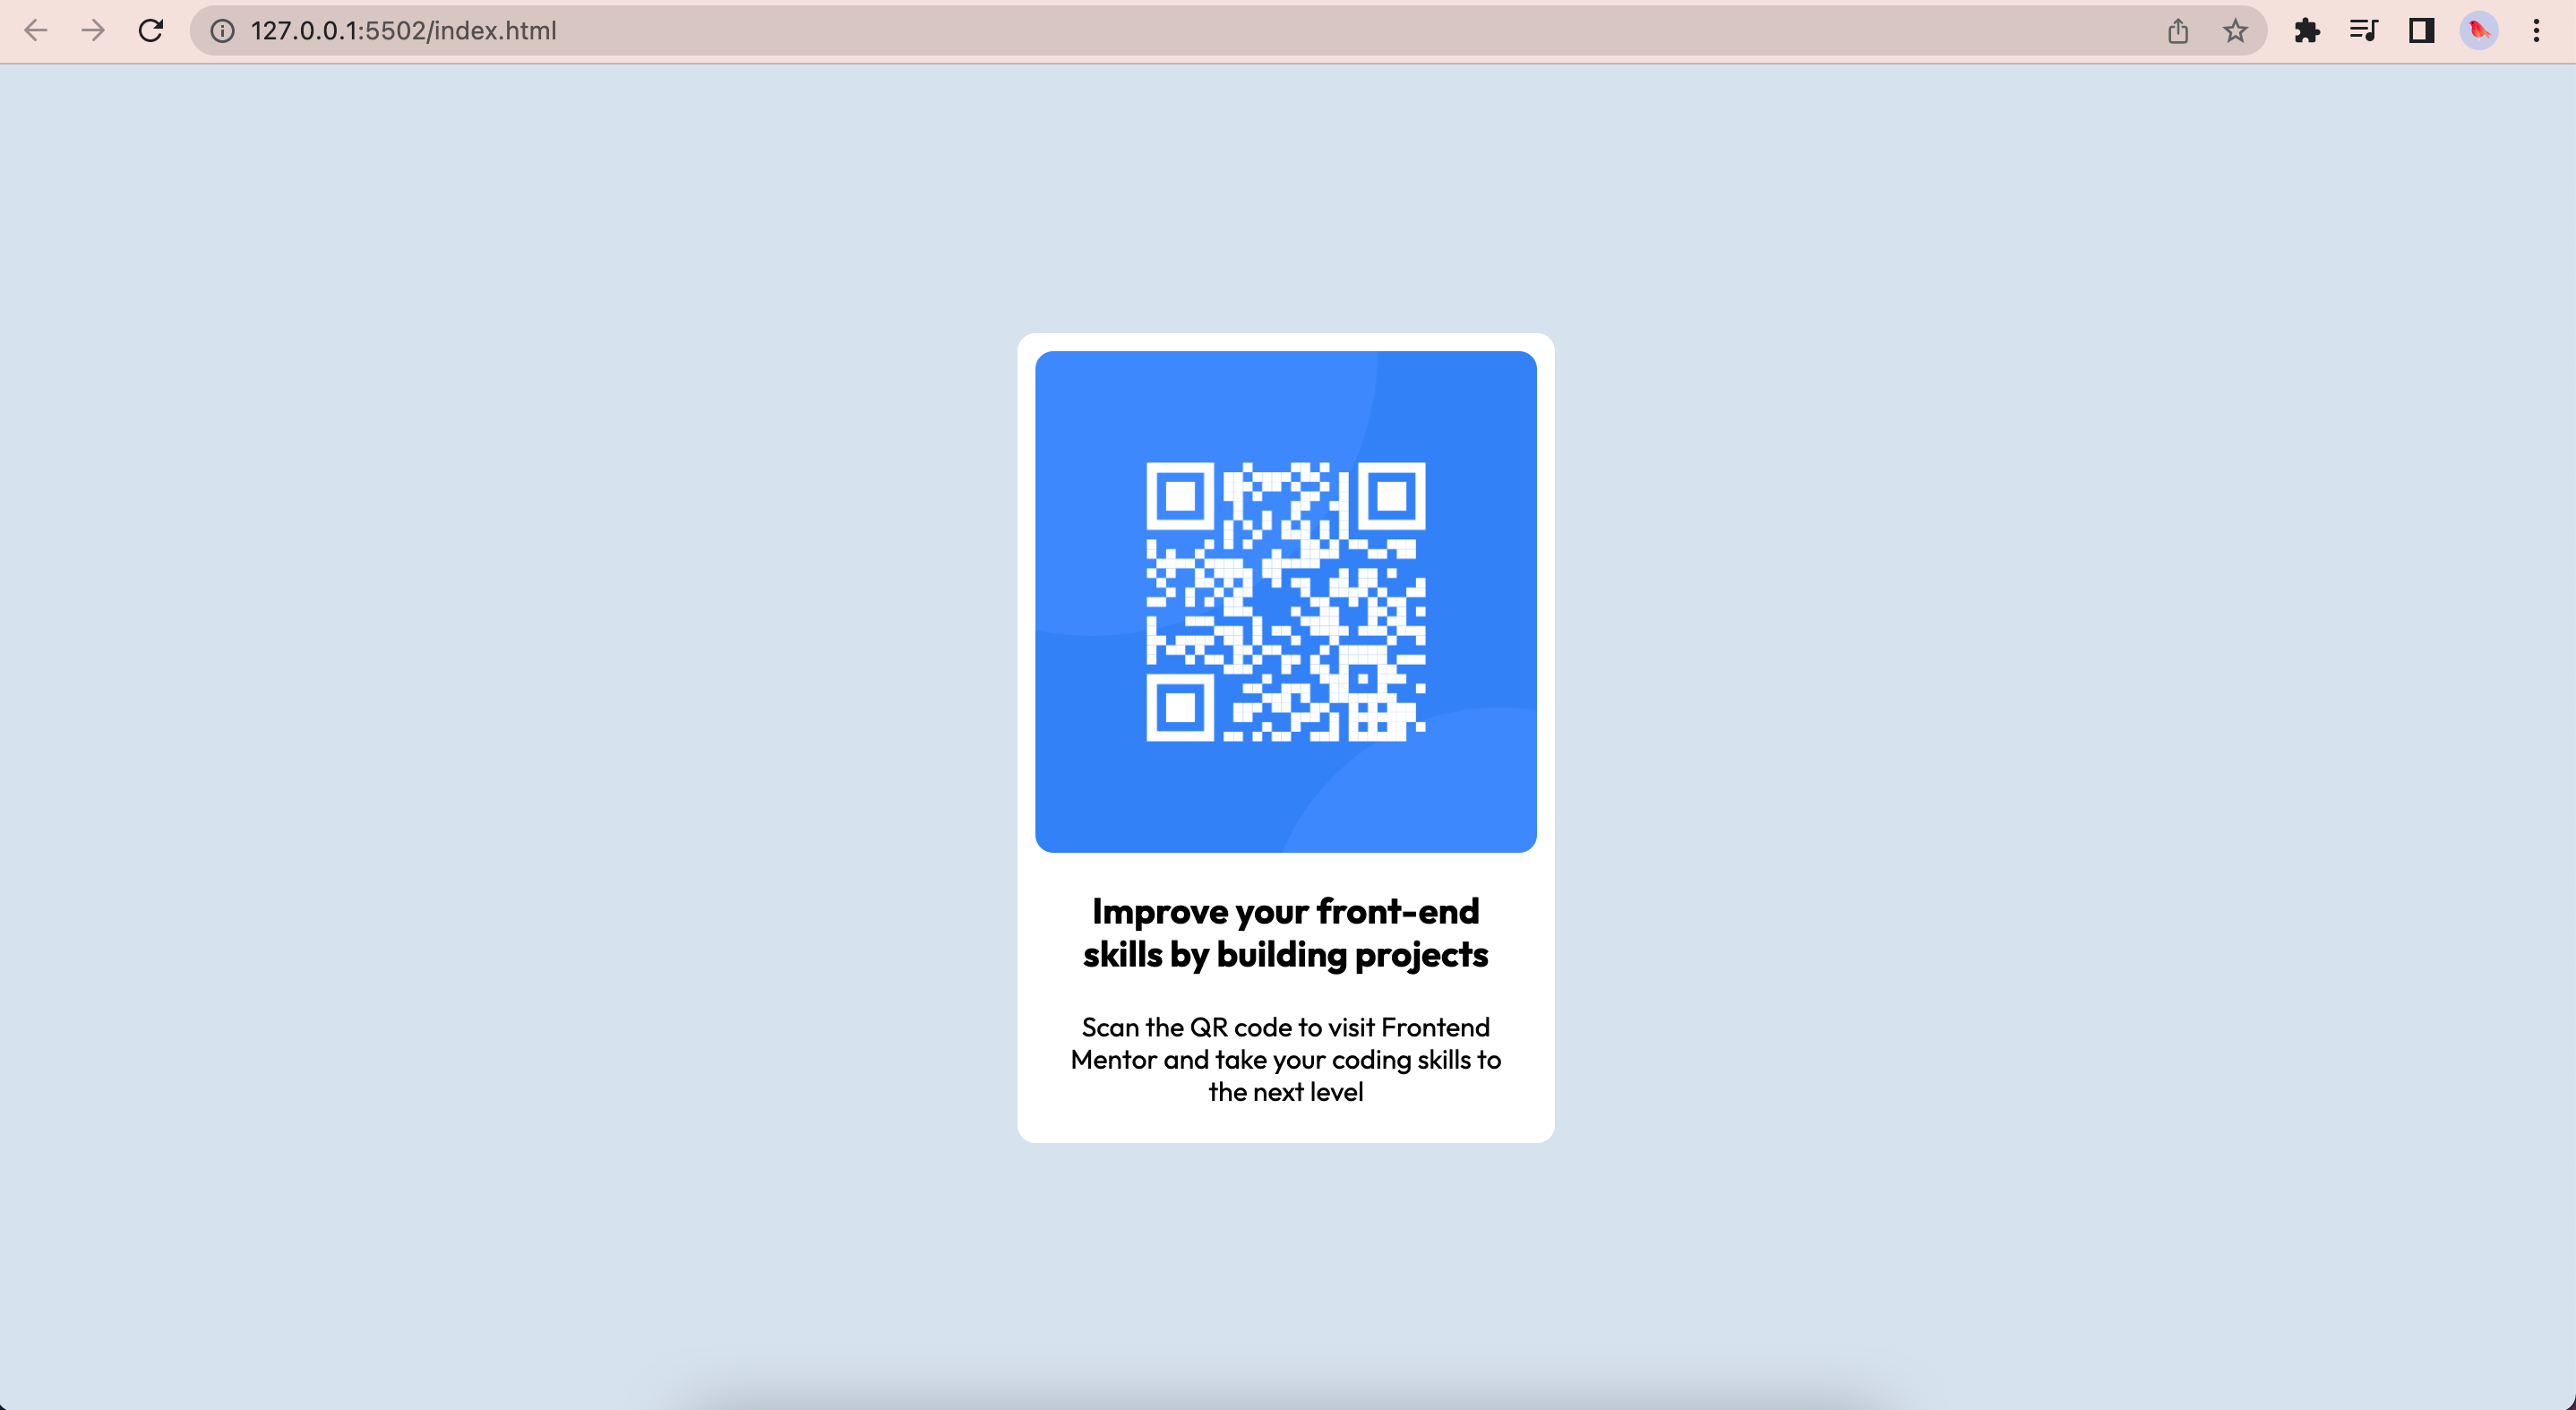 127.0.0.1:5502/index.html
Improve your front-end
skills by building projects
Scan the QR code to visit Frontend
Mentor and take your coding skills to
the next level